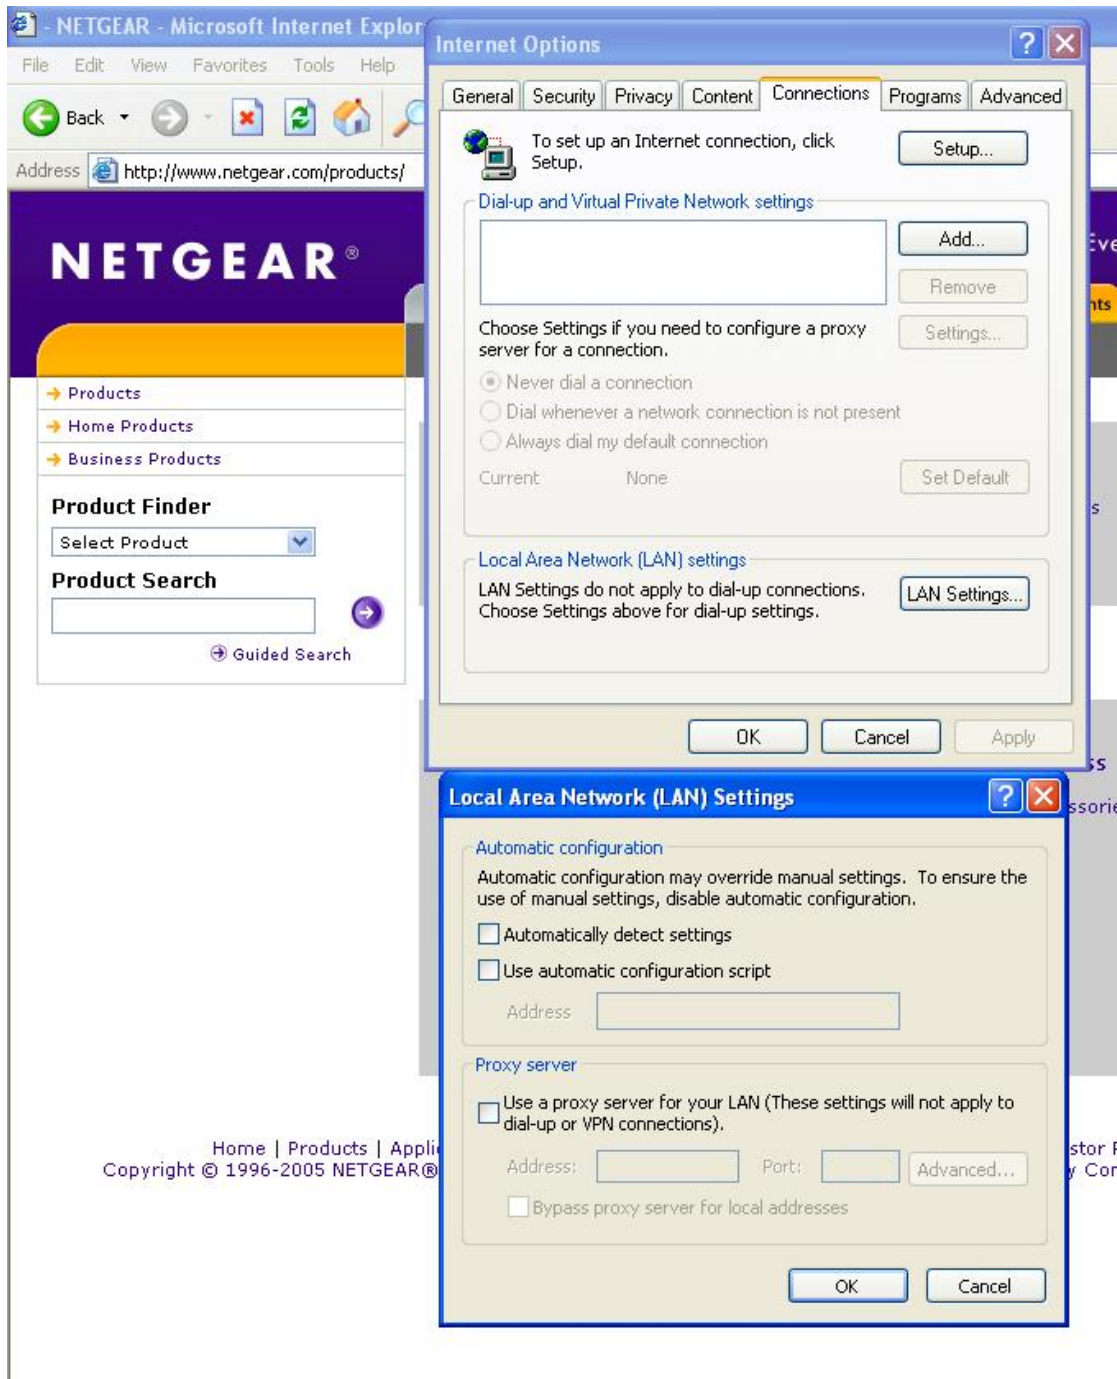 - NETGEAR - Microsoft Internet Explor
File Edit View Favorites Tools Help
Back
Address http://www.netgear.com/products/
NETGEAR®
Products
Home Products
Business Products
Product Finder
Select Product
Product Search
Guided Search
Internet Options
General Security Privacy Content Connections Programs Advanced
To set up an Internet connection, click
Setup.
Setup...
Dial-up and Virtual Private Network settings
Add...
Remove
Choose Settings if you need to configure a proxy
server for a connection.
Settings...
Never dial a connection
Dial whenever a network connection is not present
Always dial my default connection
Current None
Set Default
Local Area Network (LAN) settings
LAN Settings do not apply to dial-up connections.
Choose Settings above for dial-up settings.
LAN Settings...
OK Cancel Apply
Local Area Network (LAN) Settings
Automatic configuration
Automatic configuration may override manual settings. To ensure the
use of manual settings, disable automatic configuration.
Automatically detect settings
Use automatic configuration script
Address
Proxy server
Use a proxy server for your LAN (These settings will not apply to
dial-up or VPN connections).
Address: Port: Advanced...
Bypass proxy server for local addresses
OK Cancel
Home | Products | Appli
Copyright © 1996-2005 NETGEAR®